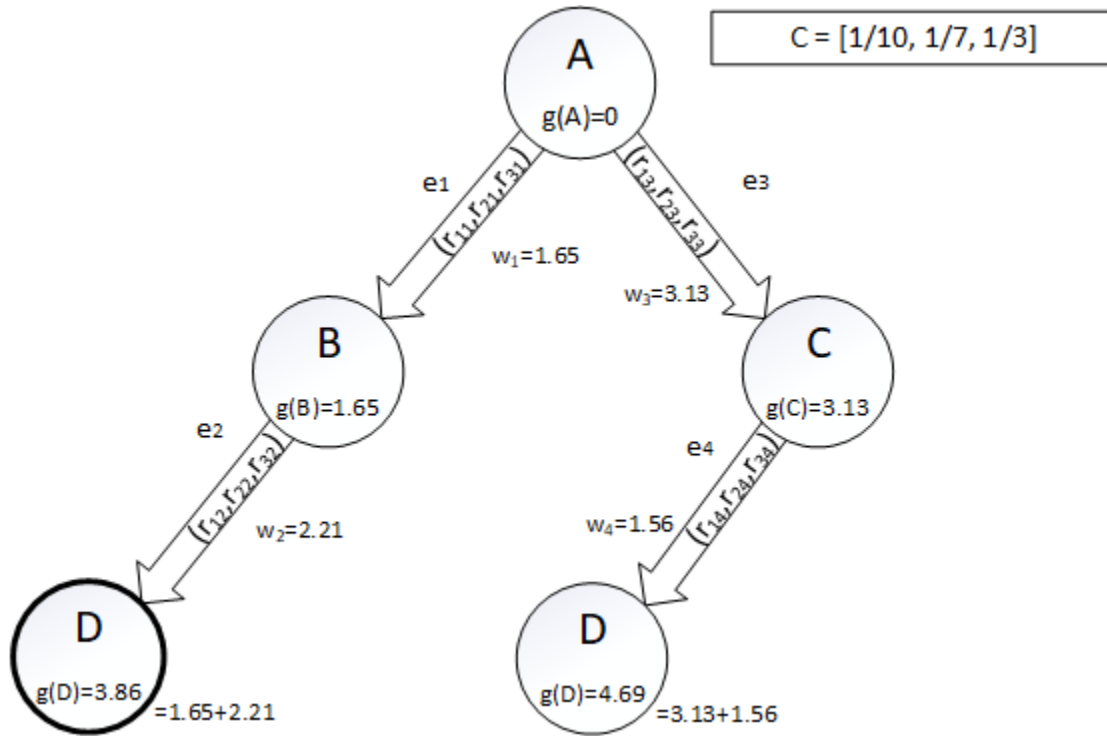 C = [1/10, 1/7, 1/3]
A
g(A)=0
e₁
(r₁₁,r₂₁,r₃₁)
w₁=1.65
(r₁₃,r₂₃,r₃₃)
e₃
w₃=3.13
B
g(B)=1.65
C
g(C)=3.13
e₂
(r₁₂,r₂₂,r₃₂)
w₂=2.21
e₄
(r₁₄,r₂₄,r₃₄)
w₄=1.56
D
g(D)=3.86
=1.65+2.21
D
g(D)=4.69
=3.13+1.56